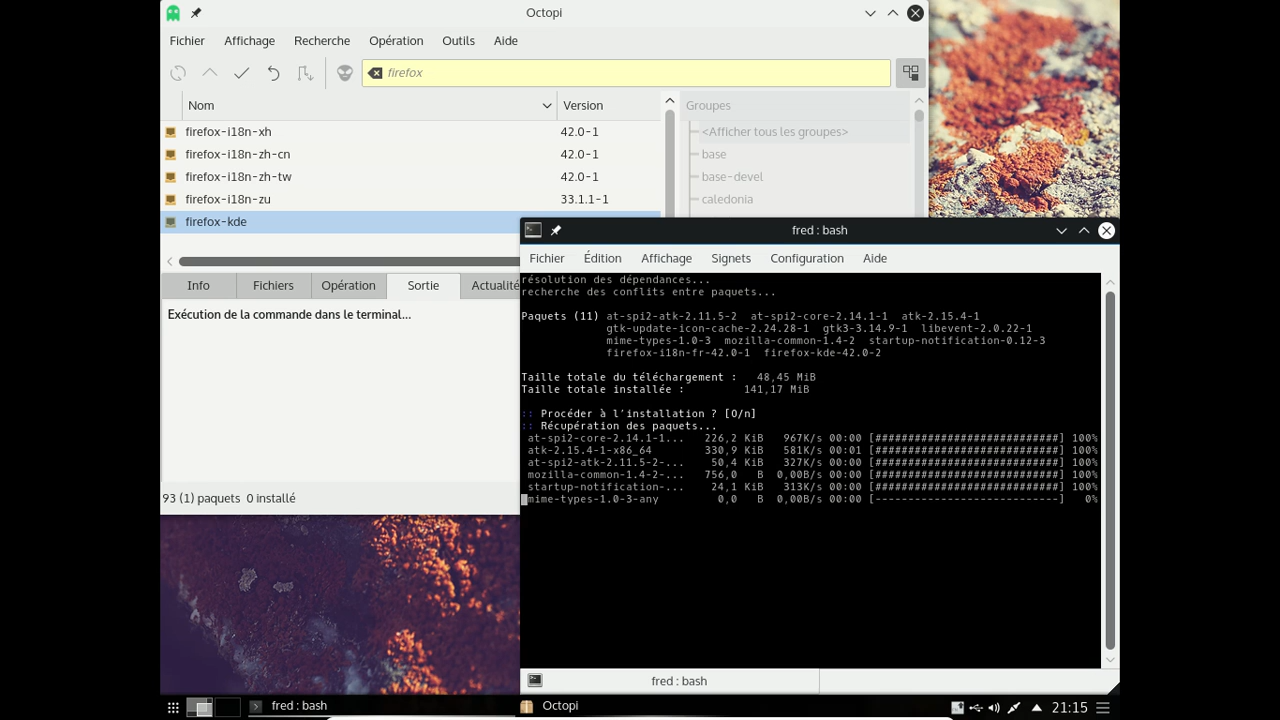 Octopi
Fichier Affichage Recherche Opération Outils Aide
firefox
Nom Version
firefox-i18n-xh 42.0-1
firefox-i18n-zh-cn 42.0-1
firefox-i18n-zh-tw 42.0-1
firefox-i18n-zu 33.1.1-1
firefox-kde
Groupes
<Afficher tous les groupes>
base
base-devel
caledonia
Info Fichiers Opération Sortie Actualité
Exécution de la commande dans le terminal...
93 (1) paquets 0 installé
fred : bash
Fichier Édition Affichage Signets Configuration Aide
résolution des dépendances...
recherche des conflits entre paquets...
Paquets (11) at-spi2-atk-2.11.5-2 at-spi2-core-2.14.1-1 atk-2.15.4-1
gtk-update-icon-cache-2.24.28-1 gtk3-3.14.9-1 libevent-2.0.22-1
mime-types-1.0-3 mozilla-common-1.4-2 startup-notification-0.12-3
firefox-i18n-fr-42.0-1 firefox-kde-42.0-2
Taille totale du téléchargement : 48,45 MiB
Taille totale installée : 141,17 MiB
:: Procéder à l'installation ? [O/n]
:: Récupération des paquets...
at-spi2-core-2.14.1-1... 226,2 KiB 967K/s 00:00 [############################] 100%
atk-2.15.4-1-x86_64 330,9 KiB 581K/s 00:01 [############################] 100%
at-spi2-atk-2.11.5-2-... 50,4 KiB 327K/s 00:00 [############################] 100%
mozilla-common-1.4-2-... 756,0 B 0,00B/s 00:00 [############################] 100%
startup-notification-... 24,1 KiB 313K/s 00:00 [############################] 100%
mime-types-1.0-3-any 0,0 B 0,00B/s 00:00 [----------------------------] 0%
fred : bash
fred : bash
Octopi
21:15